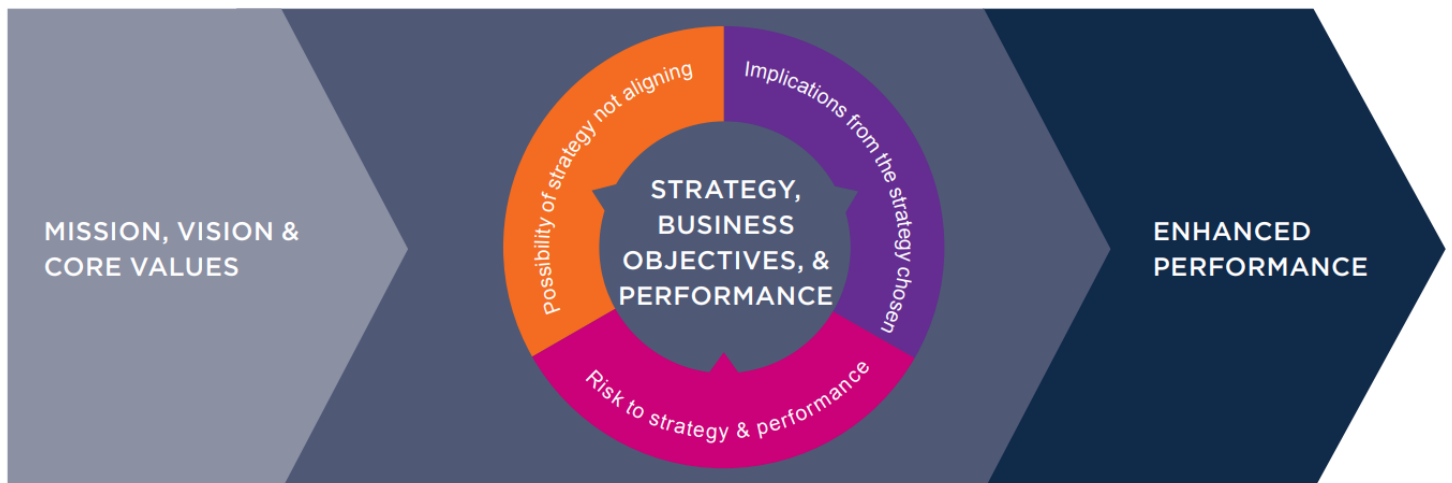 MISSION, VISION &
CORE VALUES
Possibility of strategy not aligning
Implications from the strategy chosen
Risk to strategy & performance
STRATEGY,
BUSINESS
OBJECTIVES, &
PERFORMANCE
ENHANCED
PERFORMANCE